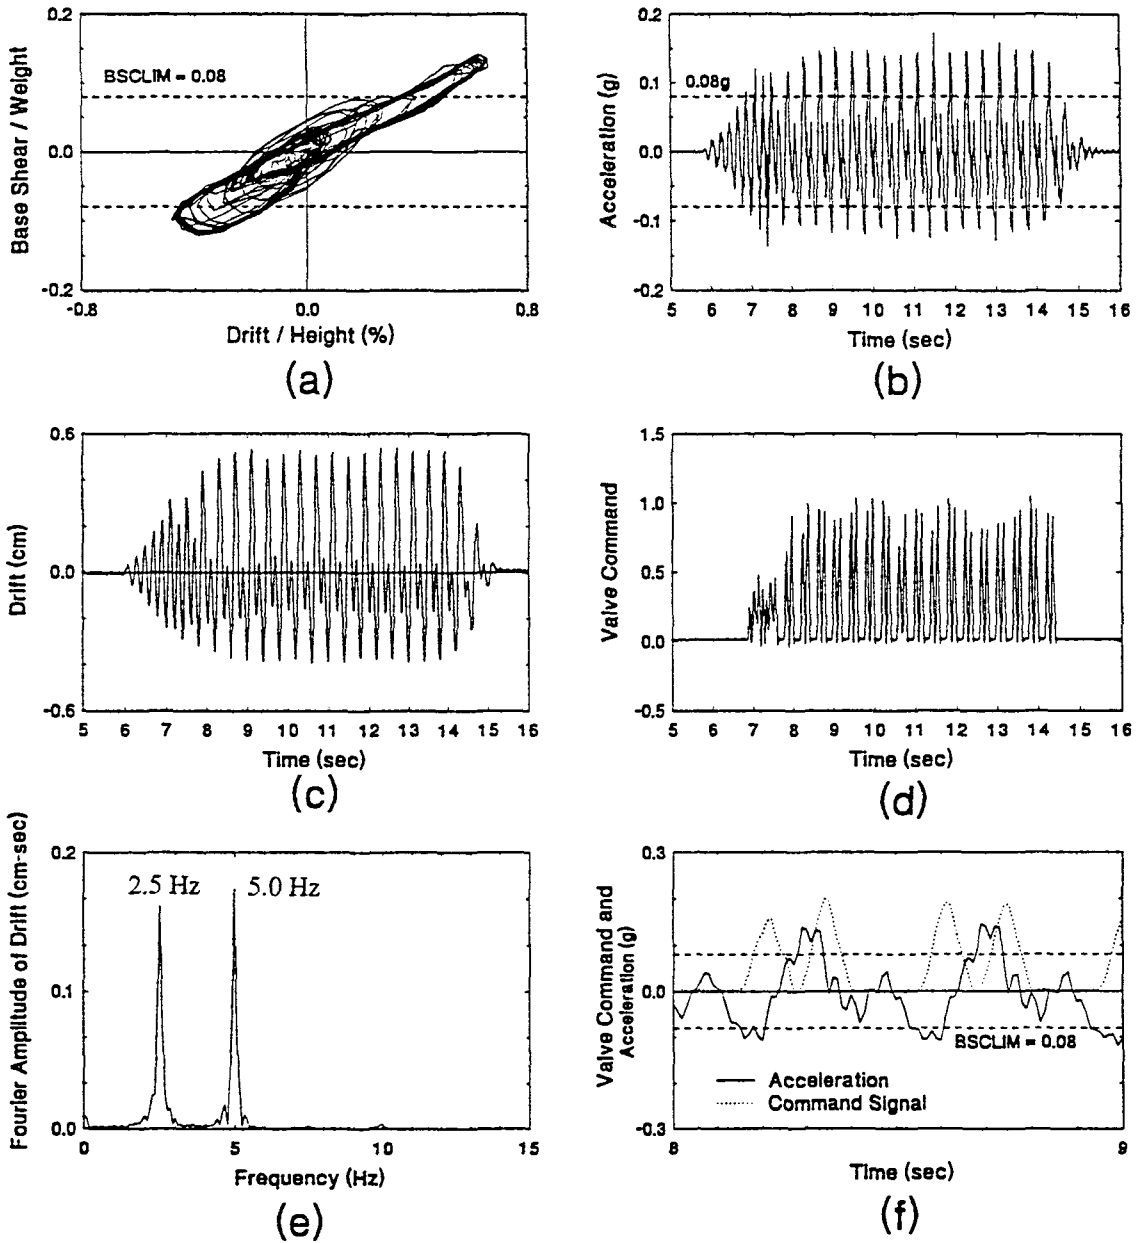 Base Shear / Weight
0.2
0.0
-0.2
BSCLIM = 0.08
-0.8
0.0
0.8
Drift / Height (%)
(a)
Acceleration (g)
0.2
0.1
0.0
-0.1
-0.2
0.08g
5 6 7 8 9 10 11 12 13 14 15 16
Time (sec)
(b)
Drift (cm)
0.6
0.0
-0.6
5 6 7 8 9 10 11 12 13 14 15 16
Time (sec)
(c)
Valve Command
1.5
1.0
0.5
0.0
-0.5
5 6 7 8 9 10 11 12 13 14 15 16
Time (sec)
(d)
Fourier Amplitude of Drift (cm-sec)
0.2
0.1
0.0
2.5 Hz
5.0 Hz
0 5 10 15
Frequency (Hz)
(e)
Valve Command and
Acceleration (g)
0.3
0.0
-0.3
BSCLIM = 0.08
Acceleration
Command Signal
8 9
Time (sec)
(f)